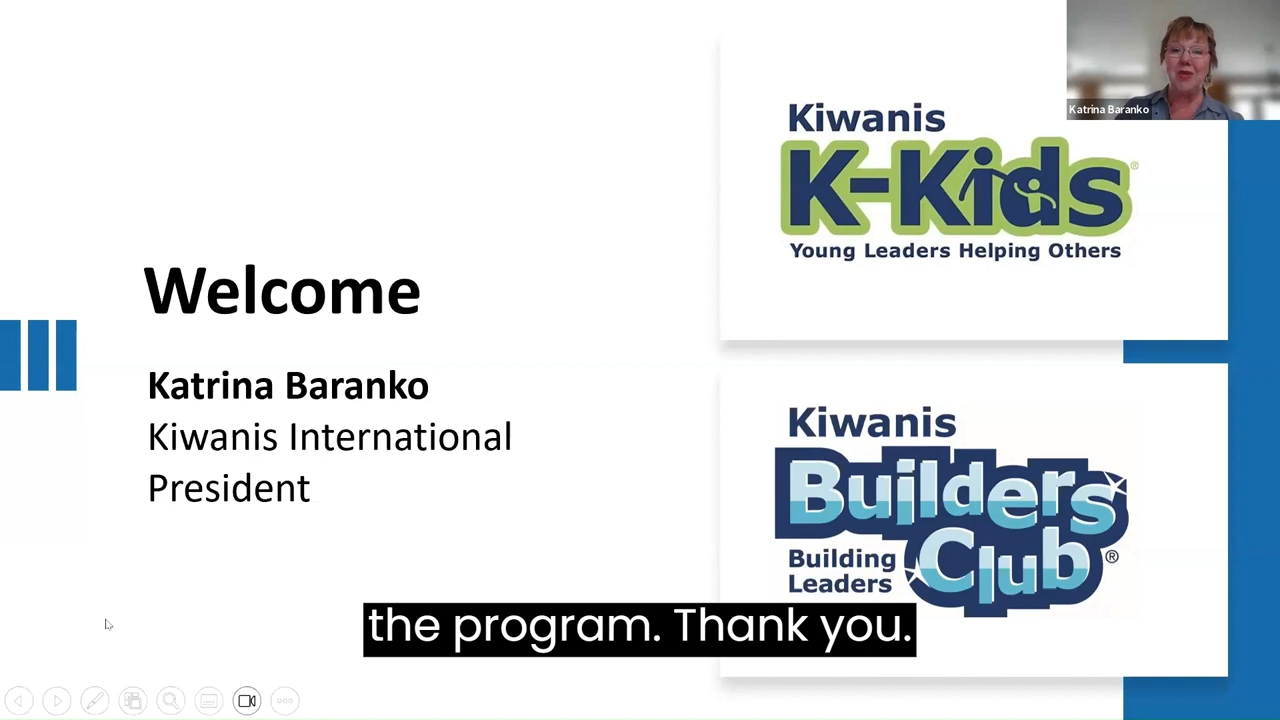 Welcome
Katrina Baranko
Kiwanis International
President
Kiwanis
K-Kids®
Young Leaders Helping Others
Katrina Baranko
Kiwanis
Builders
Club®
Building
Leaders
the program. Thank you.